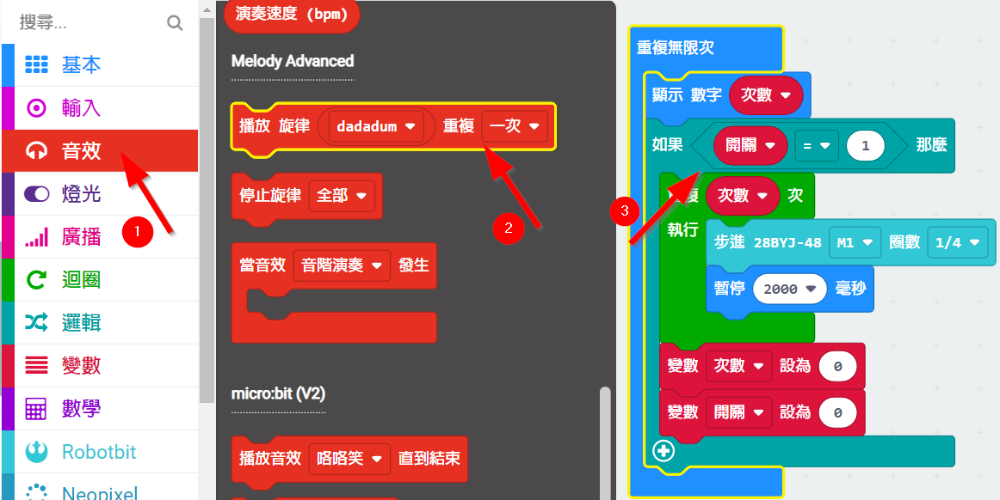 搜尋...
基本
輸入
音效
燈光
廣播
迴圈
邏輯
變數
數學
Robotbit
Neopixel
1
演奏速度 (bpm)
Melody Advanced
播放 旋律 dadadum 重複 一次
停止旋律 全部
2
當音效 音階演奏 發生
micro:bit (V2)
播放音效 咯咯笑 直到結束
重複無限次
顯示 數字 次數
如果 開關 = 1 那麼
3
次數 次
執行
步進 28BYJ-48 M1 圈數 1/4
暫停 2000 毫秒
變數 次數 設為 0
變數 開關 設為 0